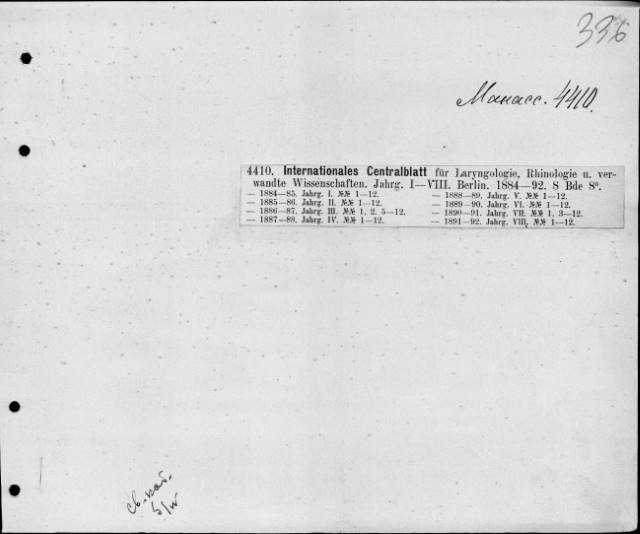 336
Манасс. 4410.
4410. Internationales Centralblatt für Laryngologie, Rhinologie u. ver-
wandte Wissenschaften. Jahrg. I—VIII. Berlin. 1884—92. 8 Bde 8°.
— 1884—85. Jahrg. I. №№ 1—12.
— 1885—86. Jahrg. II. №№ 1—12.
— 1886—87. Jahrg. III. №№ 1, 2, 5—12.
— 1887—88. Jahrg. IV. №№ 1—12.
— 1888—89. Jahrg. V. №№ 1—12.
— 1889—90. Jahrg. VI. №№ 1—12.
— 1890—91. Jahrg. VII. №№ 1, 3—12.
— 1891—92. Jahrg. VIII. №№ 1—12.